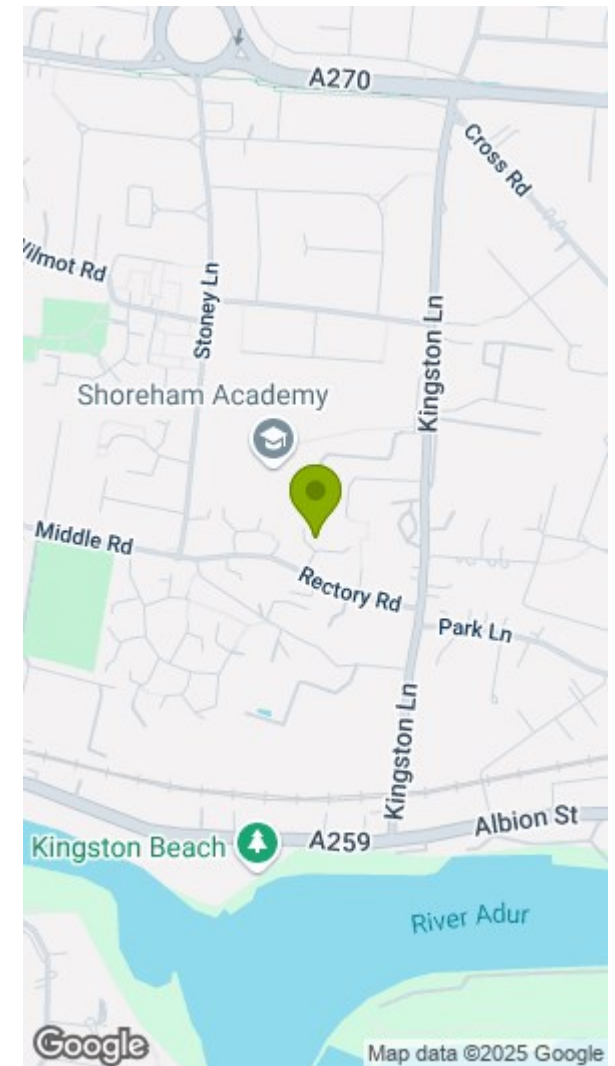 A270
Cross Rd
Wilmot Rd
Stoney Ln
Kingston Ln
Shoreham Academy
Middle Rd
Rectory Rd
Park Ln
Kingston Ln
Albion St
Kingston Beach
A259
River Adur
Google
Map data ©2025 Google